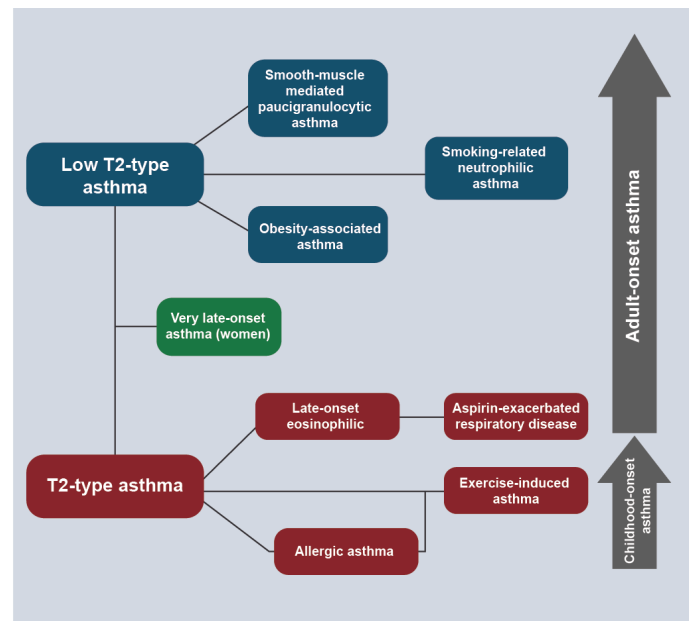 Smooth-muscle
mediated
paucigranulocytic
asthma
Low T2-type
asthma
Smoking-related
neutrophilic
asthma
Obesity-associated
asthma
Very late-onset
asthma (women)
Late-onset
eosinophilic
Aspirin-exacerbated
respiratory disease
T2-type asthma
Exercise-induced
asthma
Allergic asthma
Adult-onset asthma
Childhood-onset
asthma